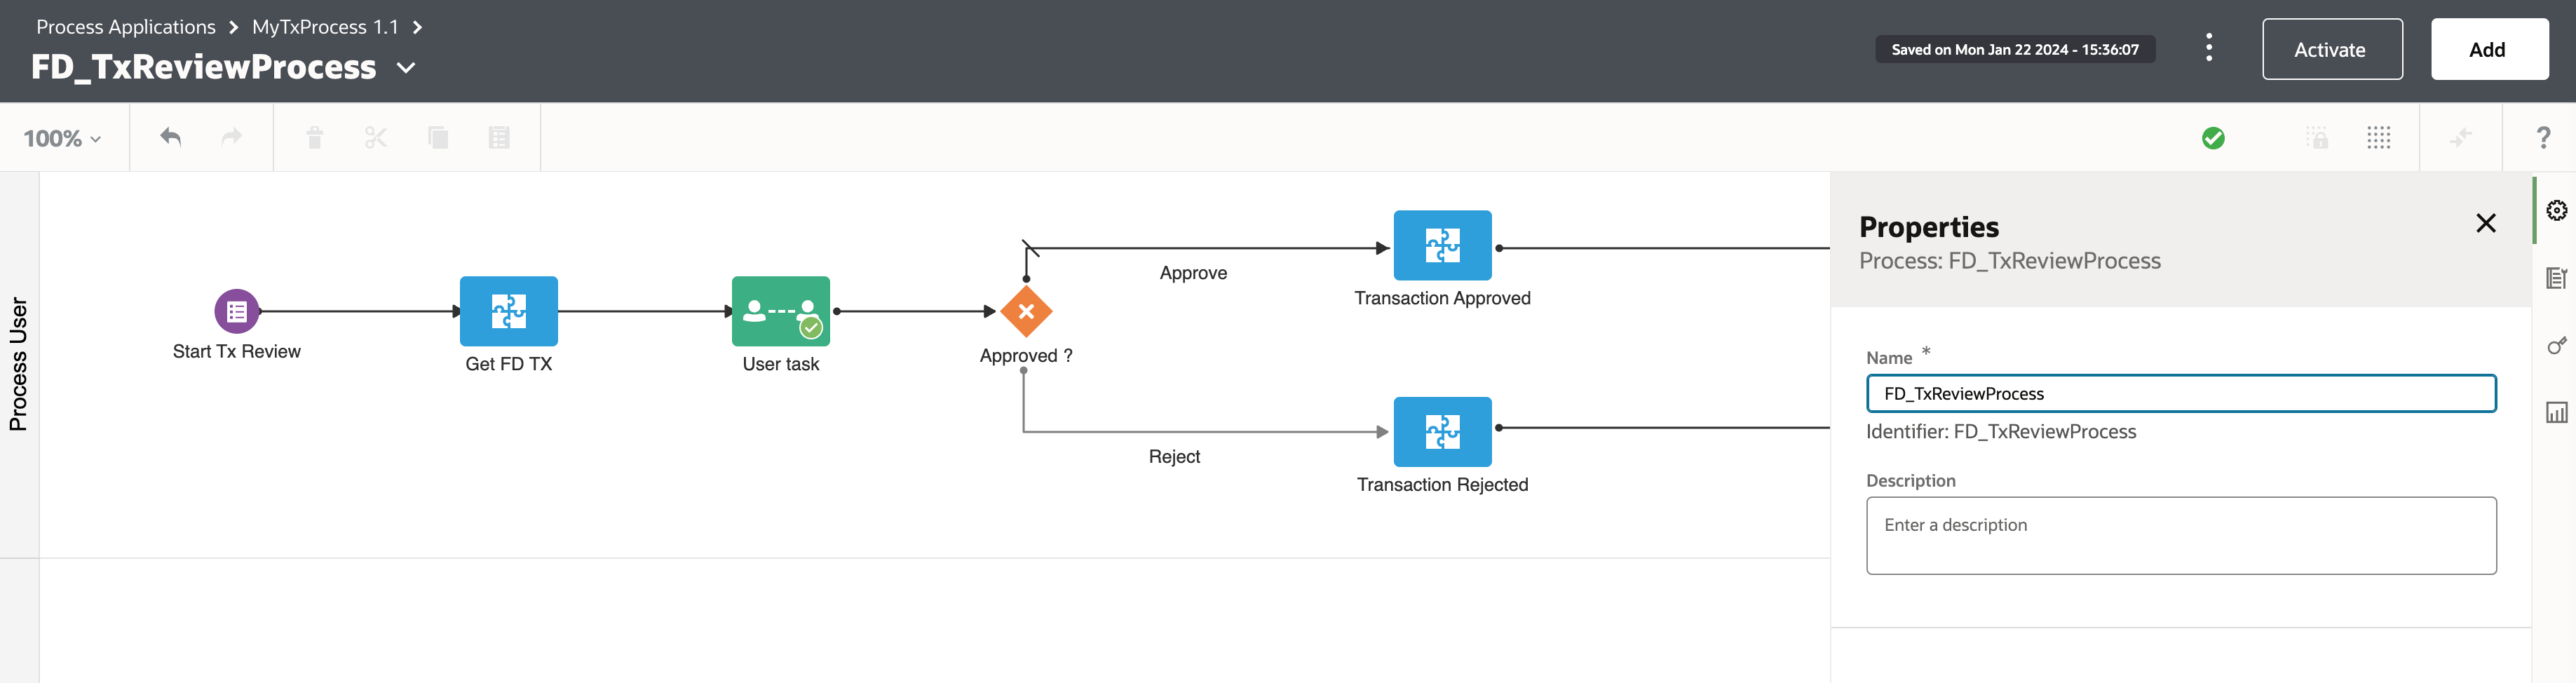 Process Applications > MyTxProcess 1.1 >
FD_TxReviewProcess
Saved on Mon Jan 22 2024 - 15:36:07
Activate
Add
100%
?
Process User
Start Tx Review
Get FD TX
User task
Approved ?
Approve
Transaction Approved
Reject
Transaction Rejected
Properties
Process: FD_TxReviewProcess
Name *
FD_TxReviewProcess
Identifier: FD_TxReviewProcess
Description
Enter a description